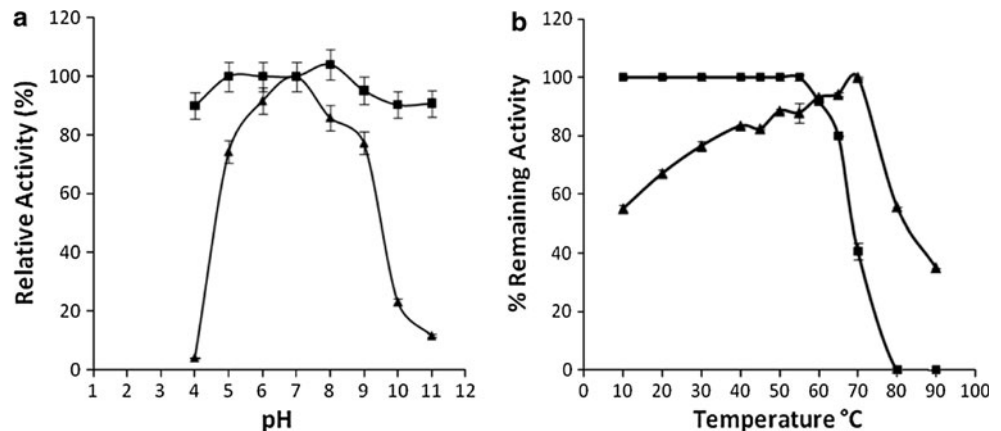 a
120
100
80
60
40
20
0
Relative Activity (%)
1 2 3 4 5 6 7 8 9 10 11 12
pH
b
120
100
80
60
40
20
0
% Remaining Activity
0 10 20 30 40 50 60 70 80 90 100
Temperature °C